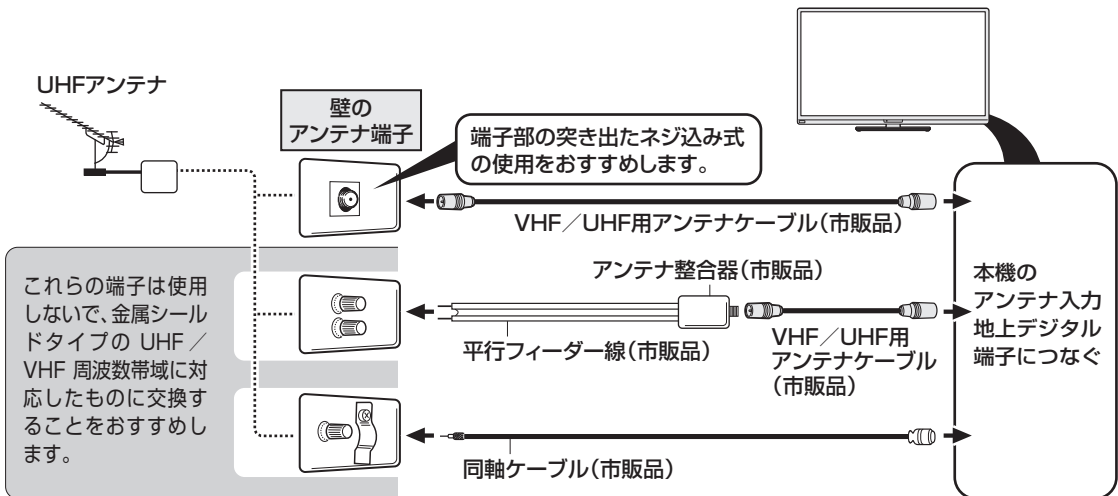 UHFアンテナ
壁の
アンテナ端子
端子部の突き出たネジ込み式
の使用をおすすめします。
VHF／UHF用アンテナケーブル（市販品）
これらの端子は使用
しないで、金属シール
ドタイプの UHF／
VHF 周波数帯域に対
応したものに交換す
ることをおすすめし
ます。
アンテナ整合器（市販品）
平行フィーダー線（市販品）
VHF／UHF用
アンテナケーブル
（市販品）
同軸ケーブル（市販品）
本機の
アンテナ入力
地上デジタル
端子につなぐ